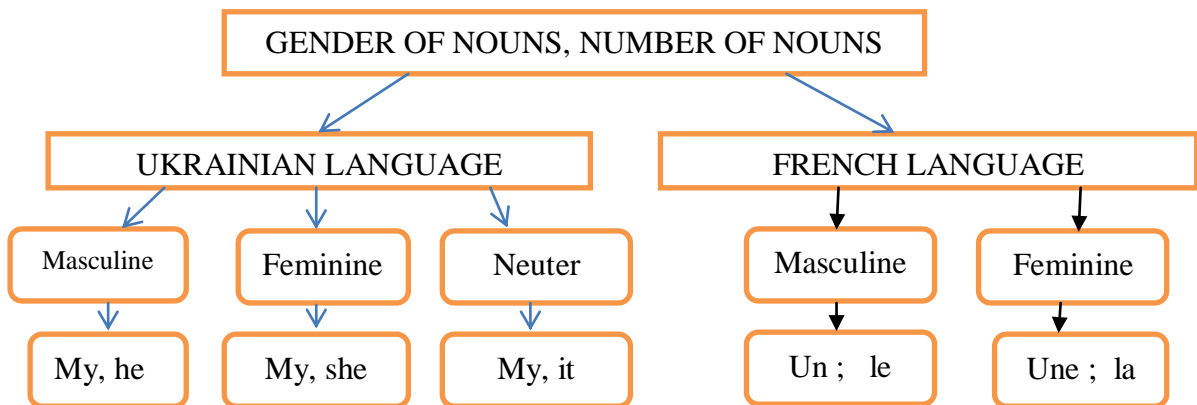 GENDER OF NOUNS, NUMBER OF NOUNS
UKRAINIAN LANGUAGE
FRENCH LANGUAGE
Masculine
Feminine
Neuter
Masculine
Feminine
My, he
My, she
My, it
Un ; le
Une ; la